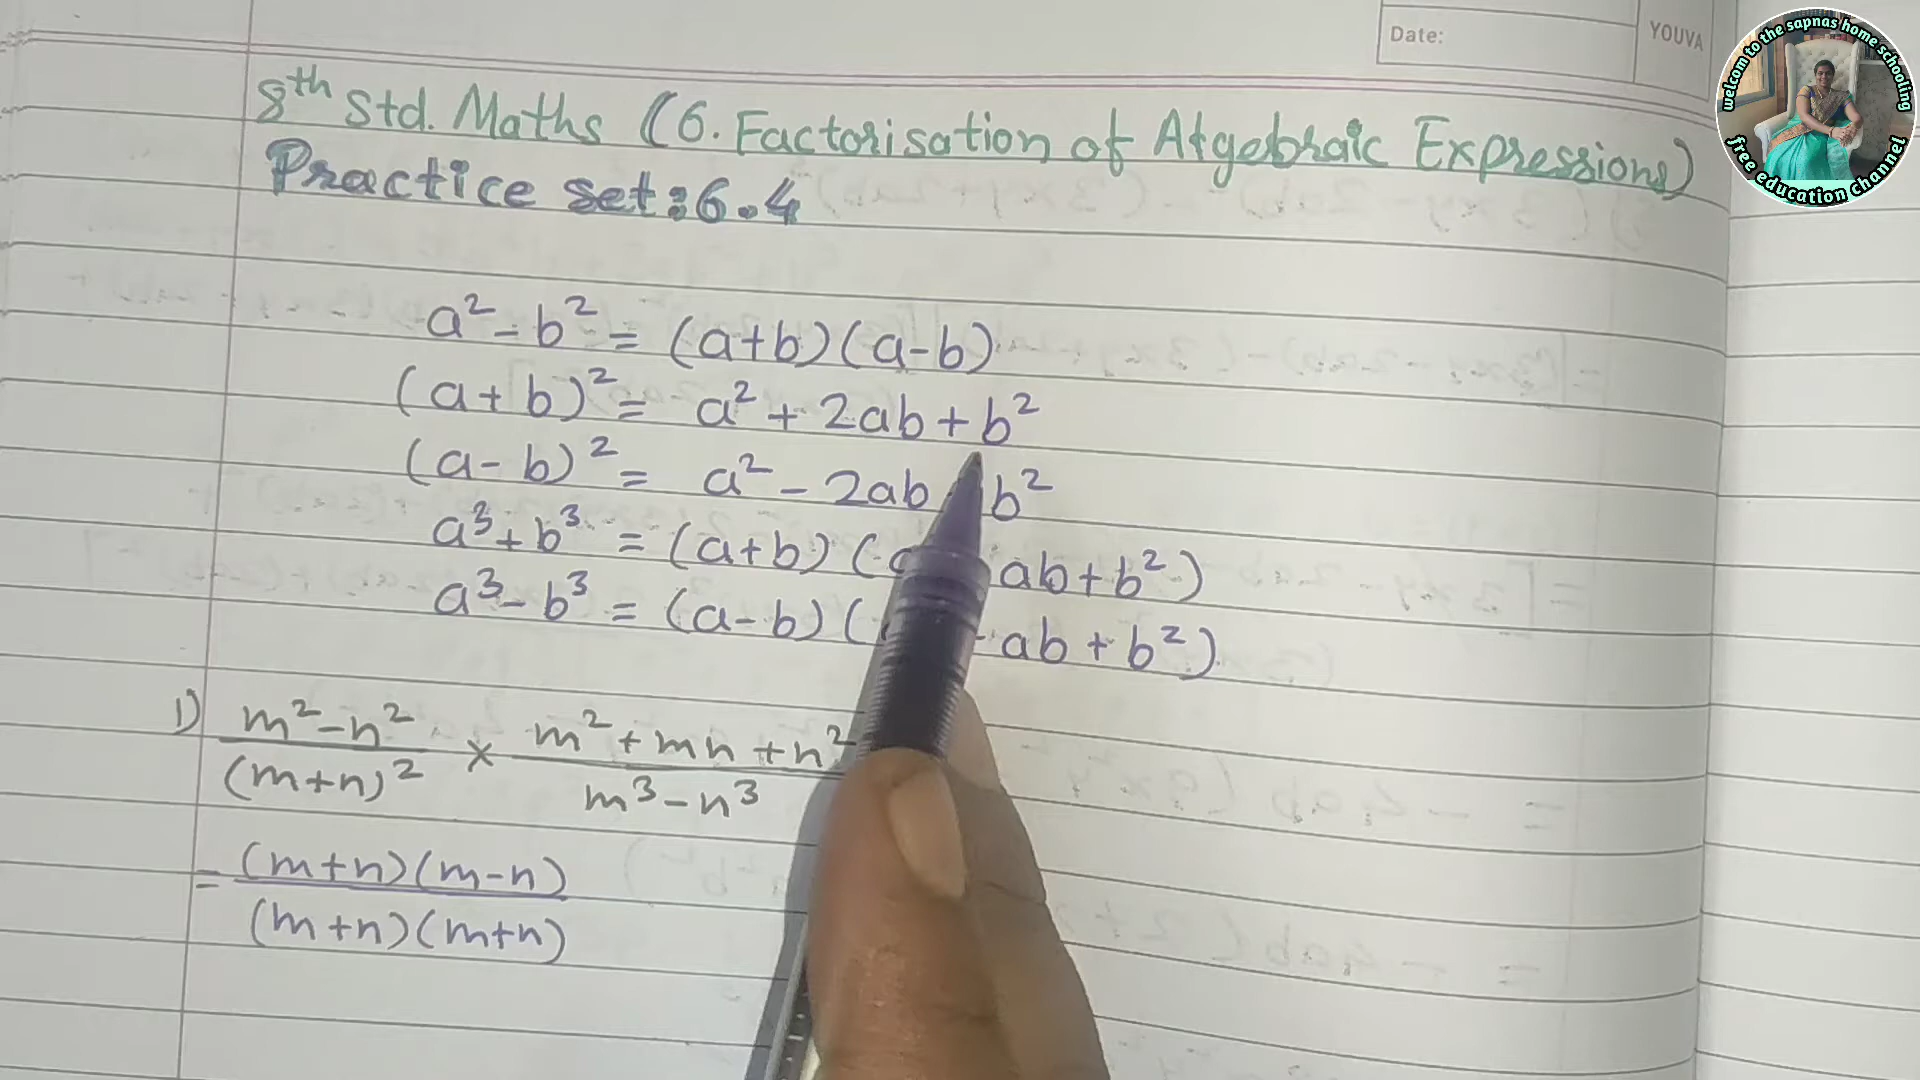 Date:
YOUVA
welcom to the sapnas home schooling
free education channel
8th Std. Maths (6. Factorisation of Algebraic Expressions)
Practice set:6.4
a² - b² = (a+b)(a-b)
(a+b)² = a² + 2ab + b²
(a-b)² = a² - 2ab b²
a³+b³ = (a+b)( ab+b²)
a³-b³ = (a-b)( - ab + b²)
1) m²-n²/(m+n)² × m²+mn+n²/m³-n³
= (m+n)(m-n)/(m+n)(m+n)